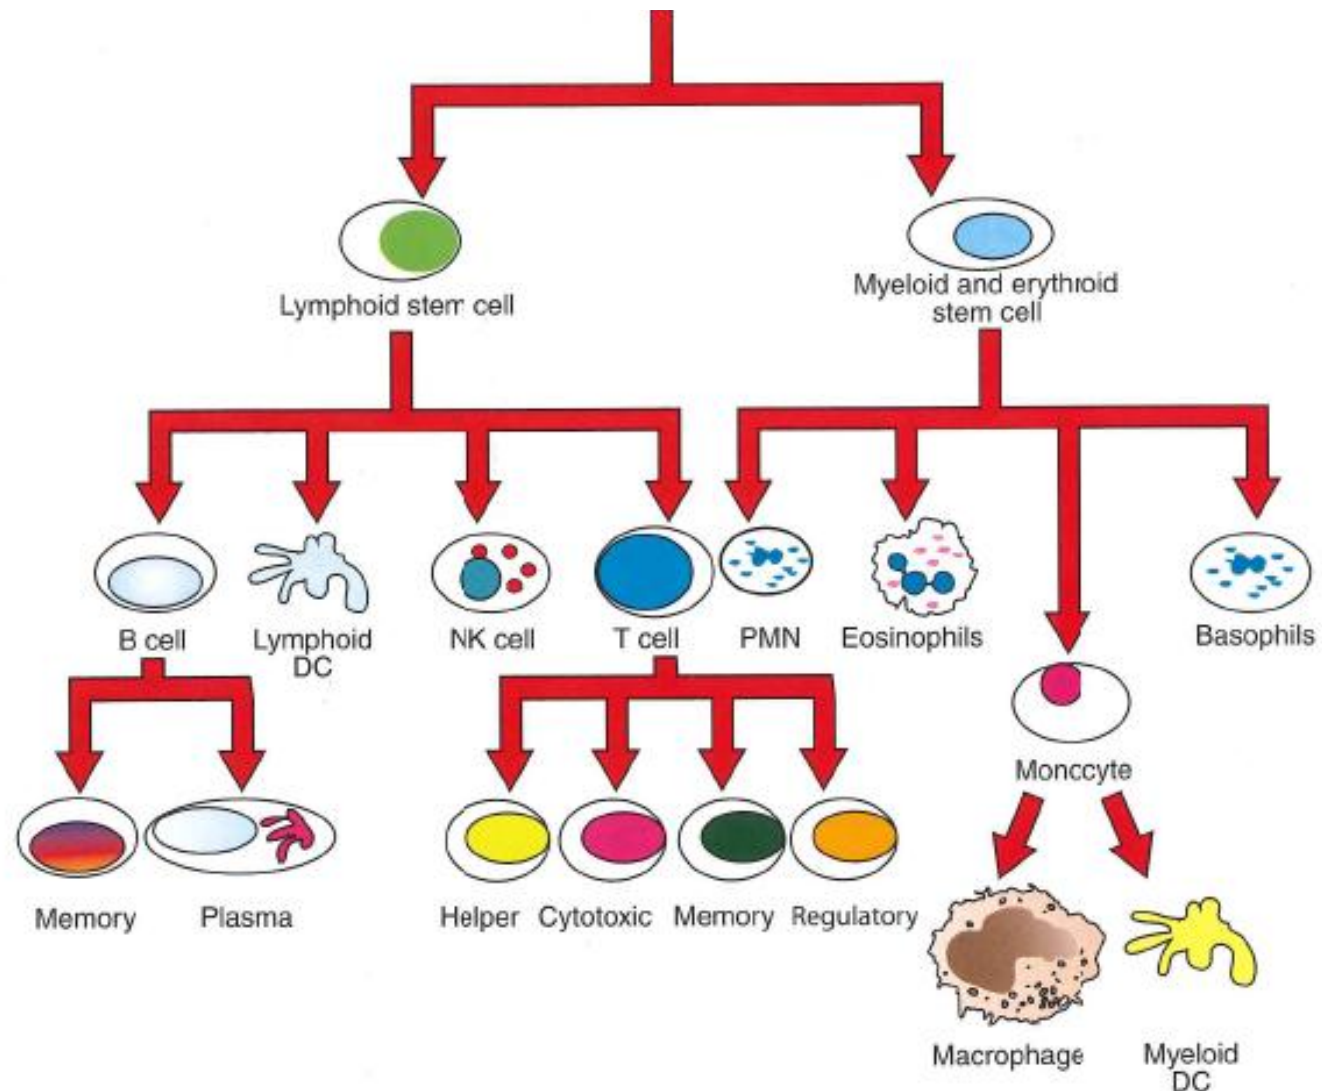 Lymphoid stem cell
Myeloid and erythroid
stem cell
B cell
Lymphoid
DC
NK cell
T cell
PMN
Eosinophils
Basophils
Monccyte
Memory
Plasma
Helper
Cytotoxic
Memory
Regulatory
Macrophage
Myeloid
DC